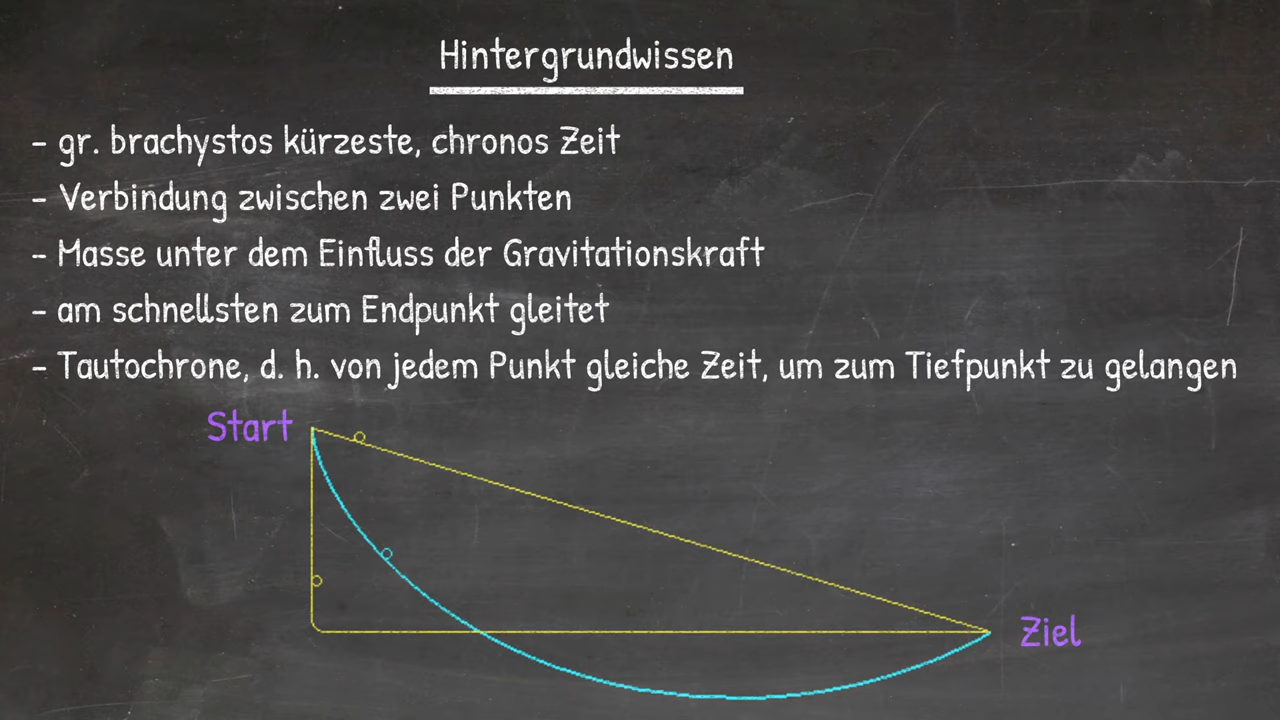 Hintergrundwissen
- gr. brachystos kürzeste, chronos Zeit
- Verbindung zwischen zwei Punkten
- Masse unter dem Einfluss der Gravitationskraft
- am schnellsten zum Endpunkt gleitet
- Tautochrone, d. h. von jedem Punkt gleiche Zeit, um zum Tiefpunkt zu gelangen
Start
Ziel